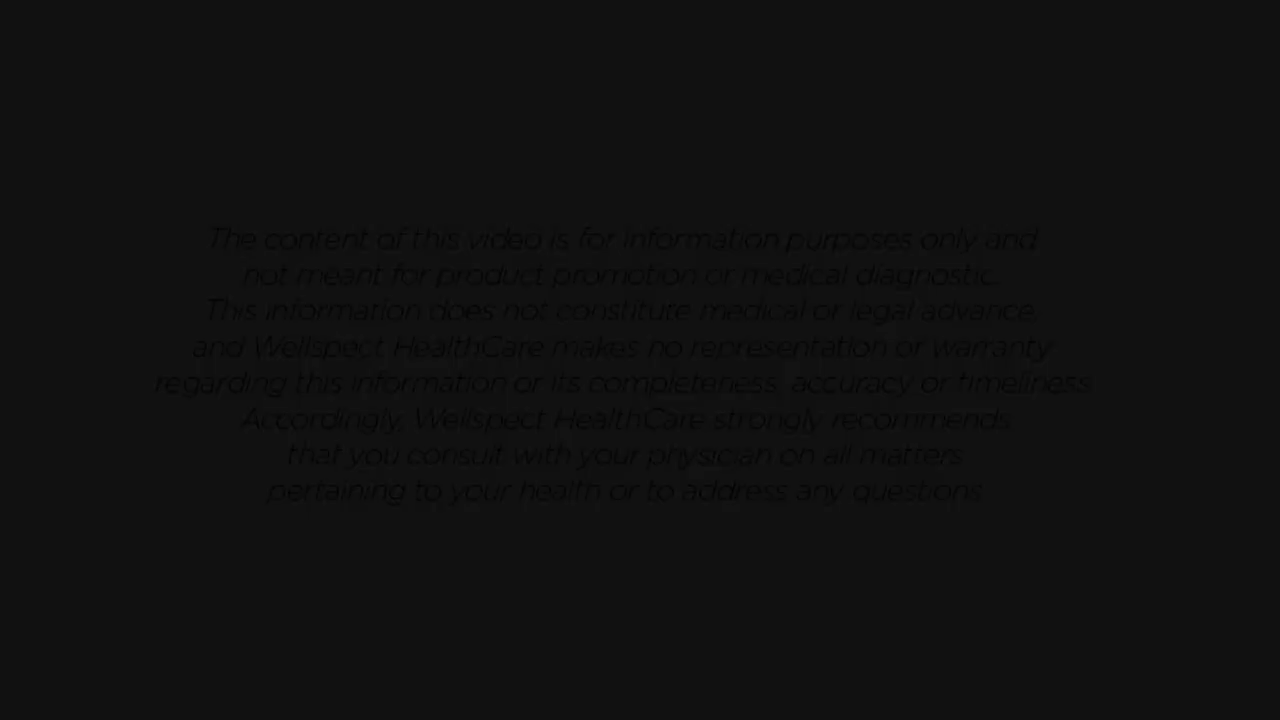 The content of this video is for information purposes only and
not meant for product promotion or medical diagnostic.
This information does not constitute medical or legal advance,
and Wellspect HealthCare makes no representation or warranty
regarding this information or its completeness, accuracy or timeliness.
Accordingly, Wellspect HealthCare strongly recommends
that you consult with your physician on all matters
pertaining to your health or to address any questions.